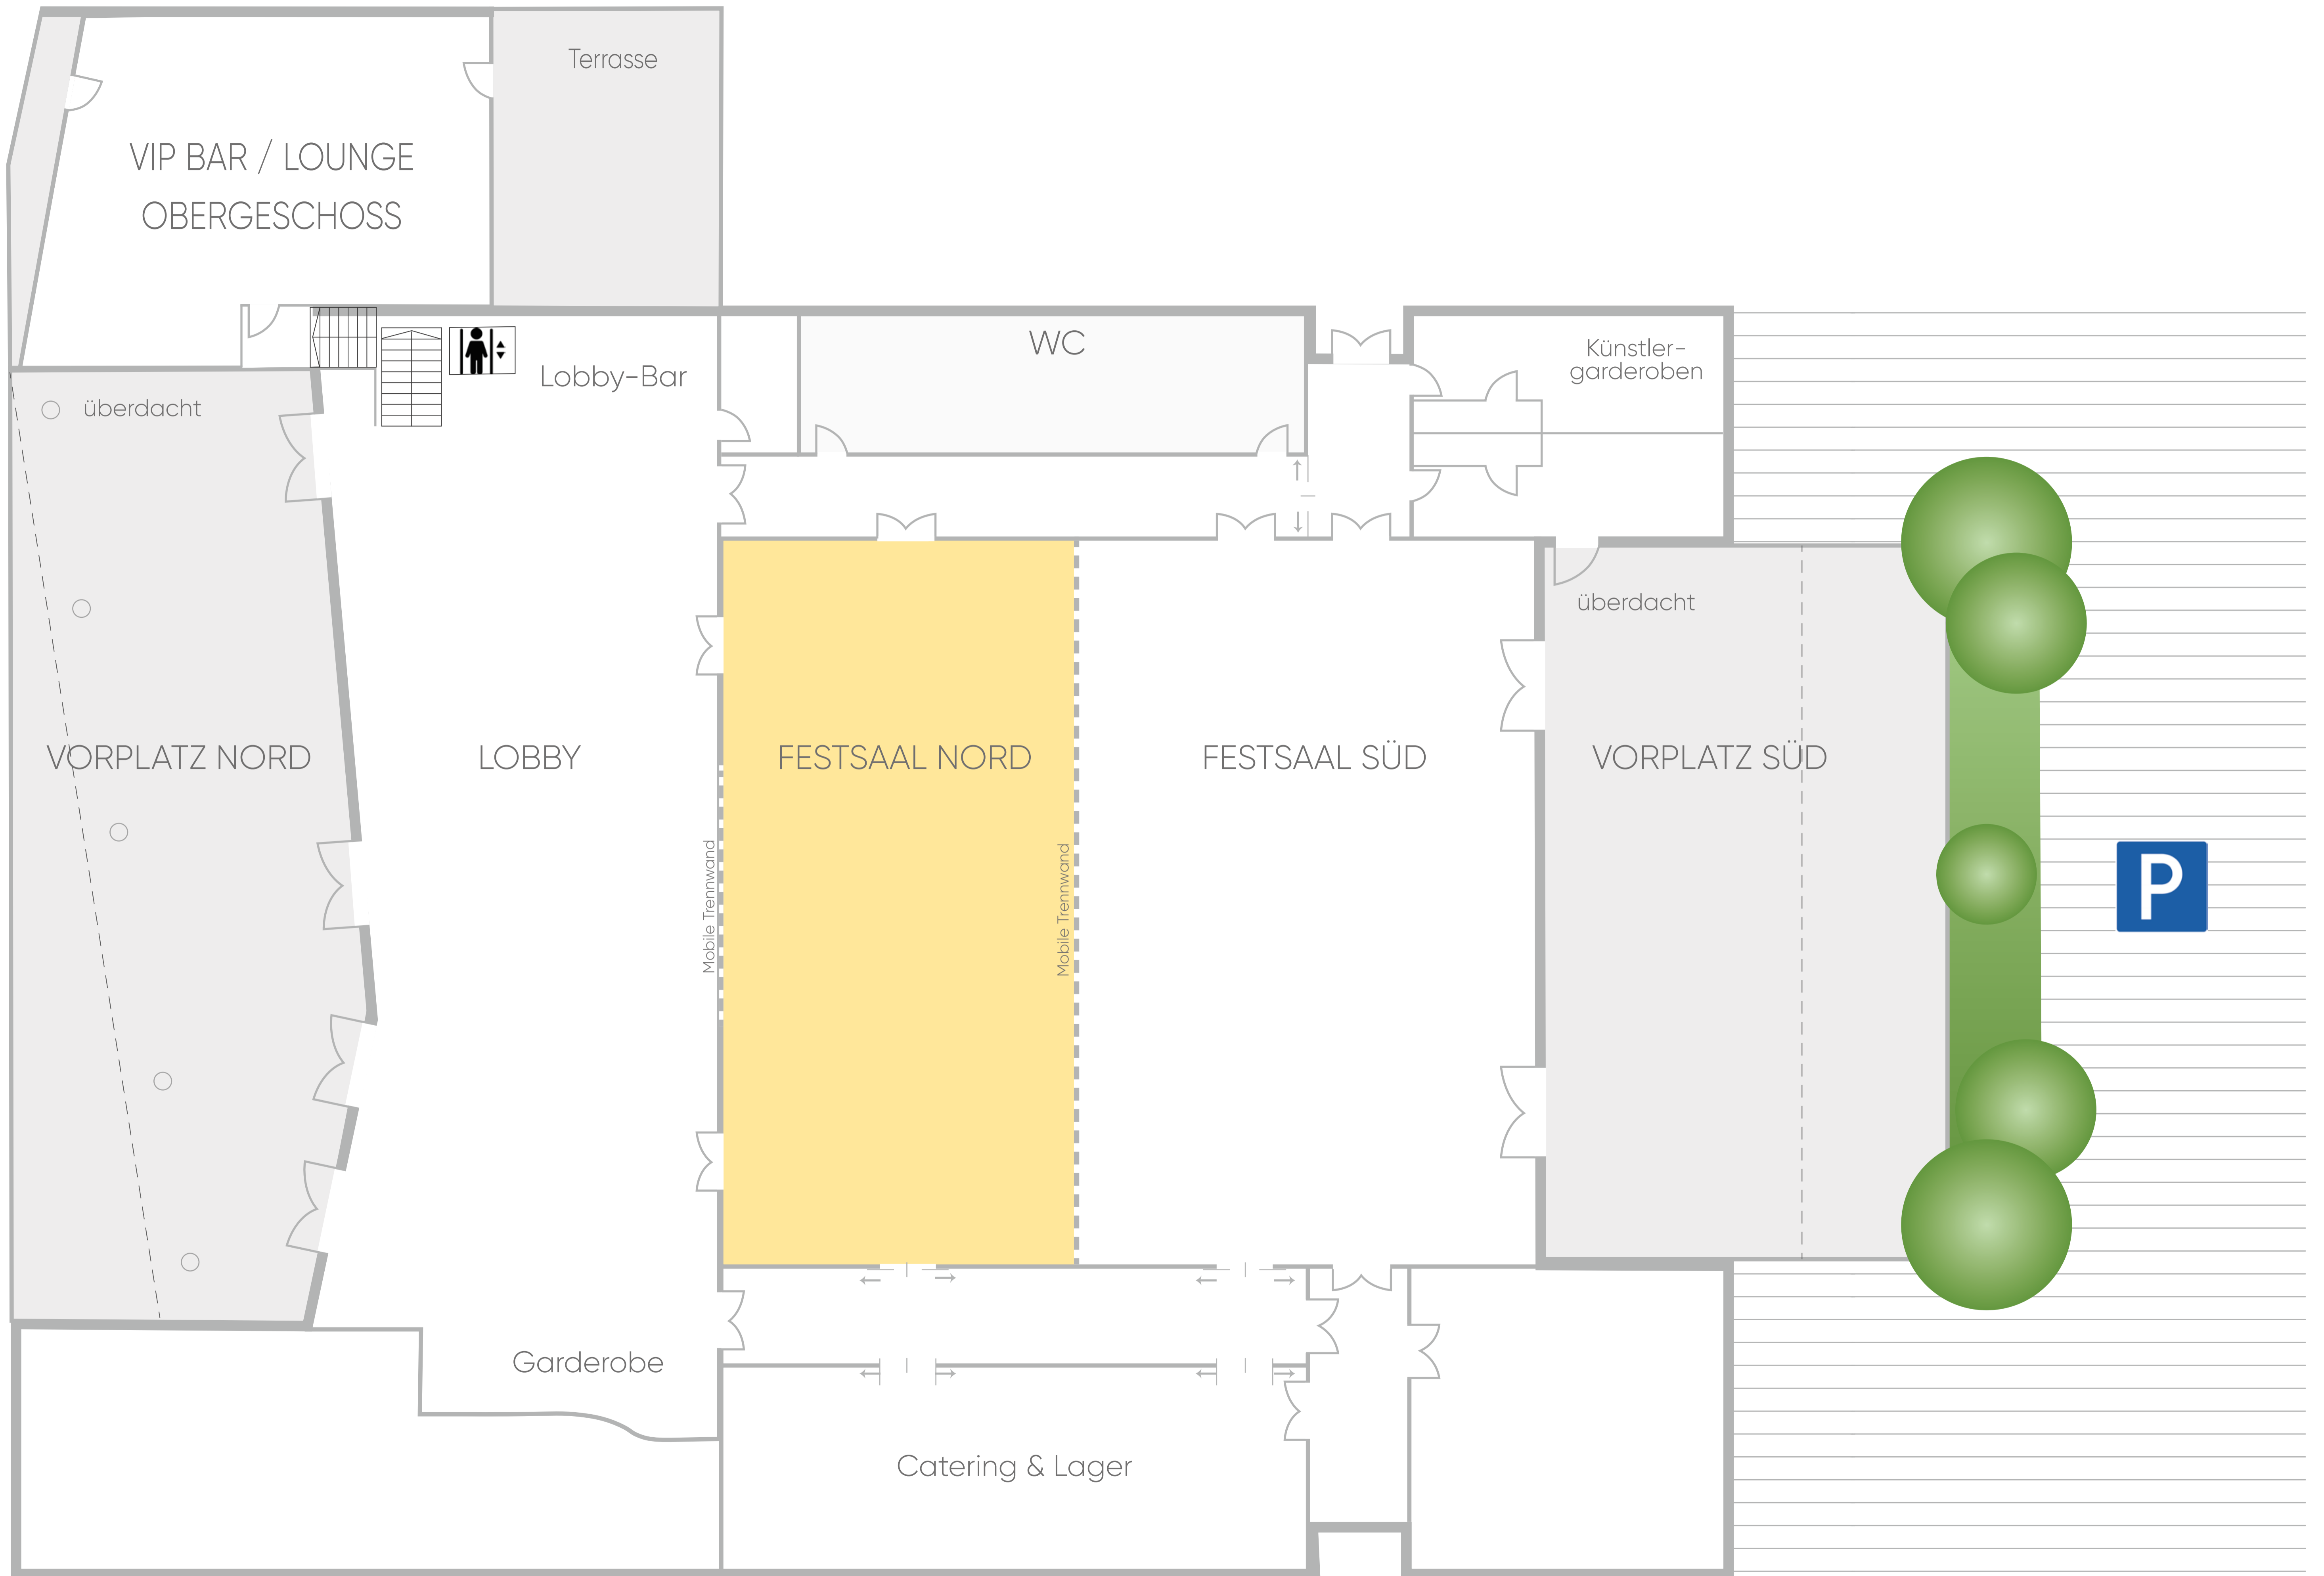 Terrasse
VIP BAR / LOUNGE
OBERGESCHOSS
WC
Künstler-
garderoben
Lobby-Bar
überdacht
überdacht
VORPLATZ NORD
LOBBY
FESTSAAL NORD
FESTSAAL SÜD
VORPLATZ SÜD
Mobile Trennwand
Mobile Trennwand
P
Garderobe
Catering & Lager